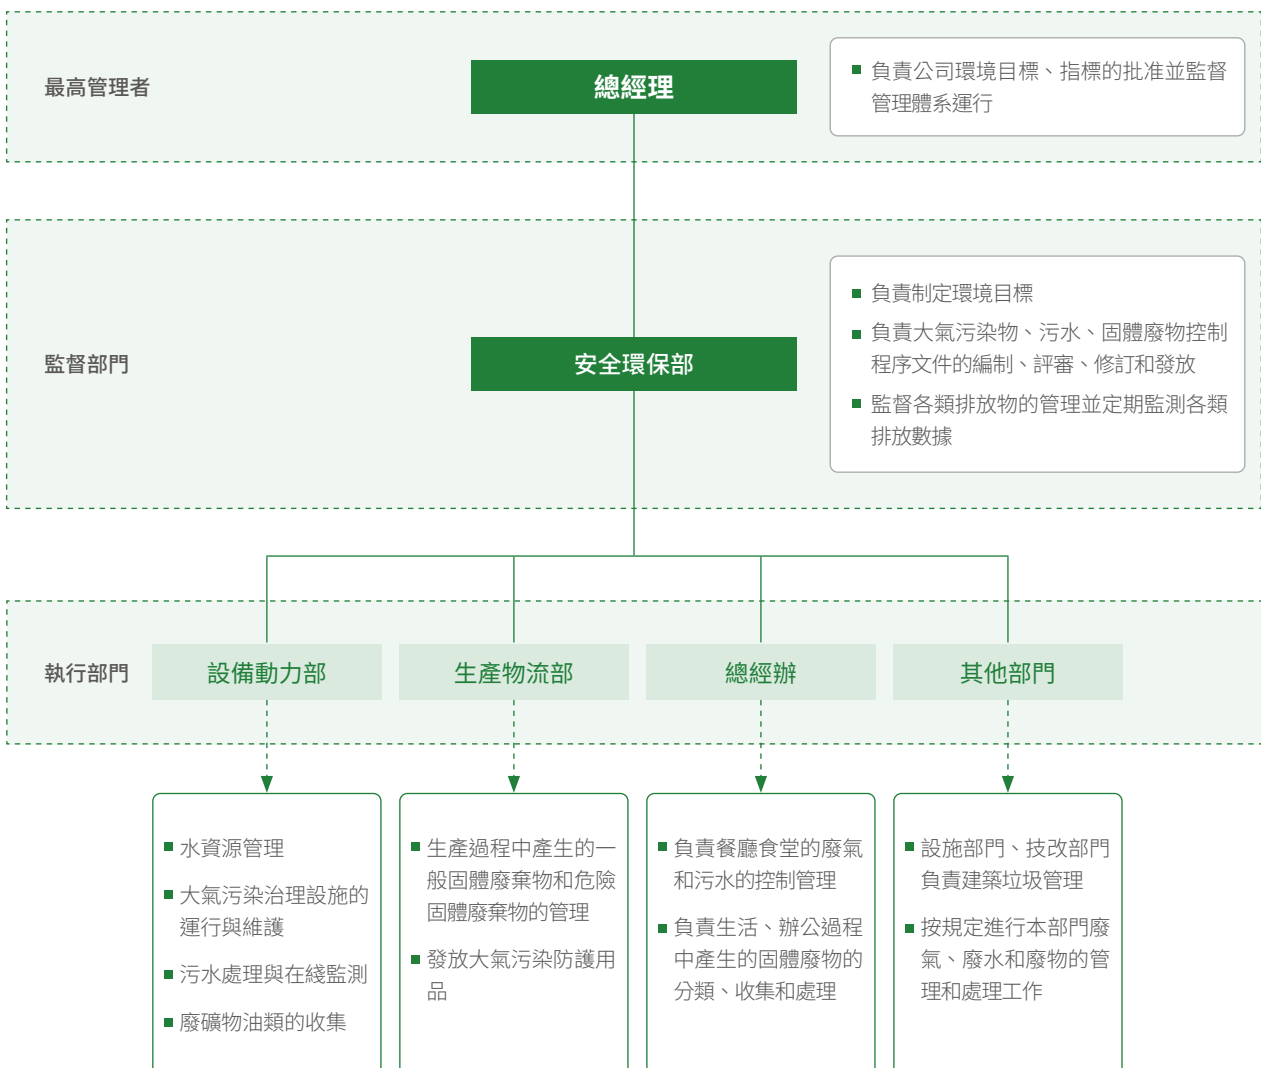 最高管理者
總經理
負責公司環境目標、指標的批准並監督
管理體系運行
監督部門
安全環保部
負責制定環境目標
負責大氣污染物、污水、固體廢物控制
程序文件的編制、評審、修訂和發放
監督各類排放物的管理並定期監測各類
排放數據
執行部門
設備動力部
生產物流部
總經辦
其他部門
水資源管理
大氣污染治理設施的
運行與維護
污水處理與在綫監測
廢礦物油類的收集
生產過程中產生的一
般固體廢棄物和危險
固體廢棄物的管理
發放大氣污染防護用
品
負責餐廳食堂的廢氣
和污水的控制管理
負責生活、辦公過程
中產生的固體廢物的
分類、收集和處理
設施部門、技改部門
負責建築垃圾管理
按規定進行本部門廢
氣、廢水和廢物的管
理和處理工作